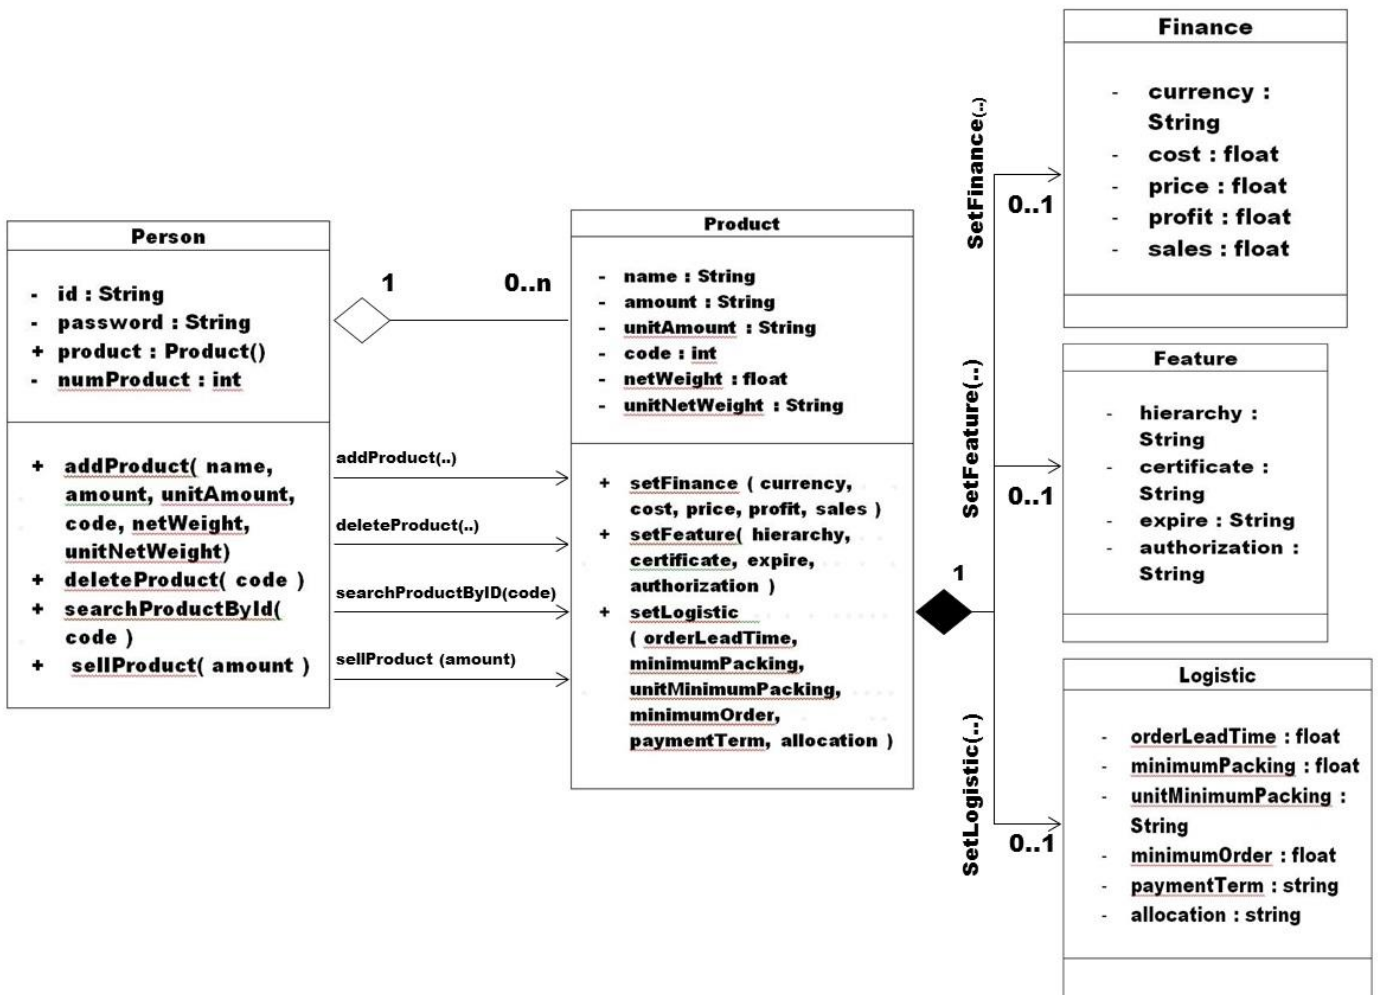 Person
- id : String
- password : String
+ product : Product()
- numProduct : int
+ addProduct( name,
amount, unitAmount,
code, netWeight,
unitNetWeight)
+ deleteProduct( code )
+ searchProductById(
code )
+ sellProduct( amount )
1
0..n
addProduct(..)
deleteProduct(..)
searchProductByID(code)
sellProduct (amount)
Product
- name : String
- amount : String
- unitAmount : String
- code : int
- netWeight : float
- unitNetWeight : String
+ setFinance ( currency,
cost, price, profit, sales )
+ setFeature( hierarchy,
certificate, expire,
authorization )
+ setLogistic
( orderLeadTime,
minimumPacking,
unitMinimumPacking,
minimumOrder,
paymentTerm, allocation )
1
SetFinance(..)
0..1
SetFeature(..)
0..1
SetLogistic(..)
0..1
Finance
- currency :
String
- cost : float
- price : float
- profit : float
- sales : float
Feature
- hierarchy :
String
- certificate :
String
- expire : String
- authorization :
String
Logistic
- orderLeadTime : float
- minimumPacking : float
- unitMinimumPacking :
String
- minimumOrder : float
- paymentTerm : string
- allocation : string